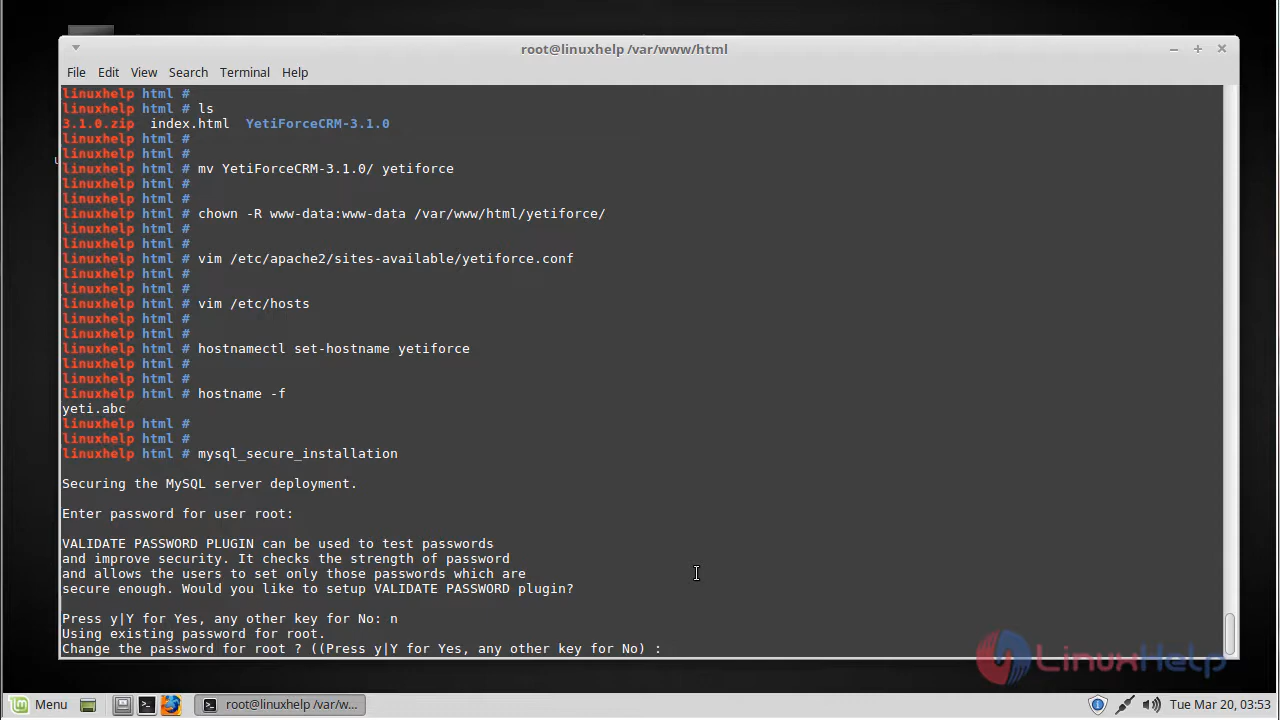 root@linuxhelp /var/www/html
File Edit View Search Terminal Help
linuxhelp html #
linuxhelp html # ls
3.1.0.zip index.html YetiForceCRM-3.1.0
linuxhelp html #
linuxhelp html #
linuxhelp html # mv YetiForceCRM-3.1.0/ yetiforce
linuxhelp html #
linuxhelp html #
linuxhelp html # chown -R www-data:www-data /var/www/html/yetiforce/
linuxhelp html #
linuxhelp html #
linuxhelp html # vim /etc/apache2/sites-available/yetiforce.conf
linuxhelp html #
linuxhelp html #
linuxhelp html # vim /etc/hosts
linuxhelp html #
linuxhelp html #
linuxhelp html # hostnamectl set-hostname yetiforce
linuxhelp html #
linuxhelp html #
linuxhelp html # hostname -f
yeti.abc
linuxhelp html #
linuxhelp html #
linuxhelp html # mysql_secure_installation
Securing the MySQL server deployment.
Enter password for user root:
VALIDATE PASSWORD PLUGIN can be used to test passwords
and improve security. It checks the strength of password
and allows the users to set only those passwords which are
secure enough. Would you like to setup VALIDATE PASSWORD plugin?
Press y|Y for Yes, any other key for No: n
Using existing password for root.
Change the password for root ? ((Press y|Y for Yes, any other key for No) :
LinuxHelp
Menu root@linuxhelp /var/w... Tue Mar 20, 03:53